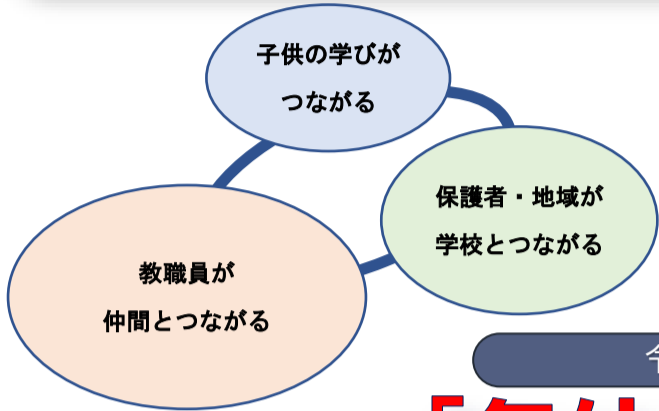 子供の学びが
つながる
保護者・地域が
学校とつながる
教職員が
仲間とつながる